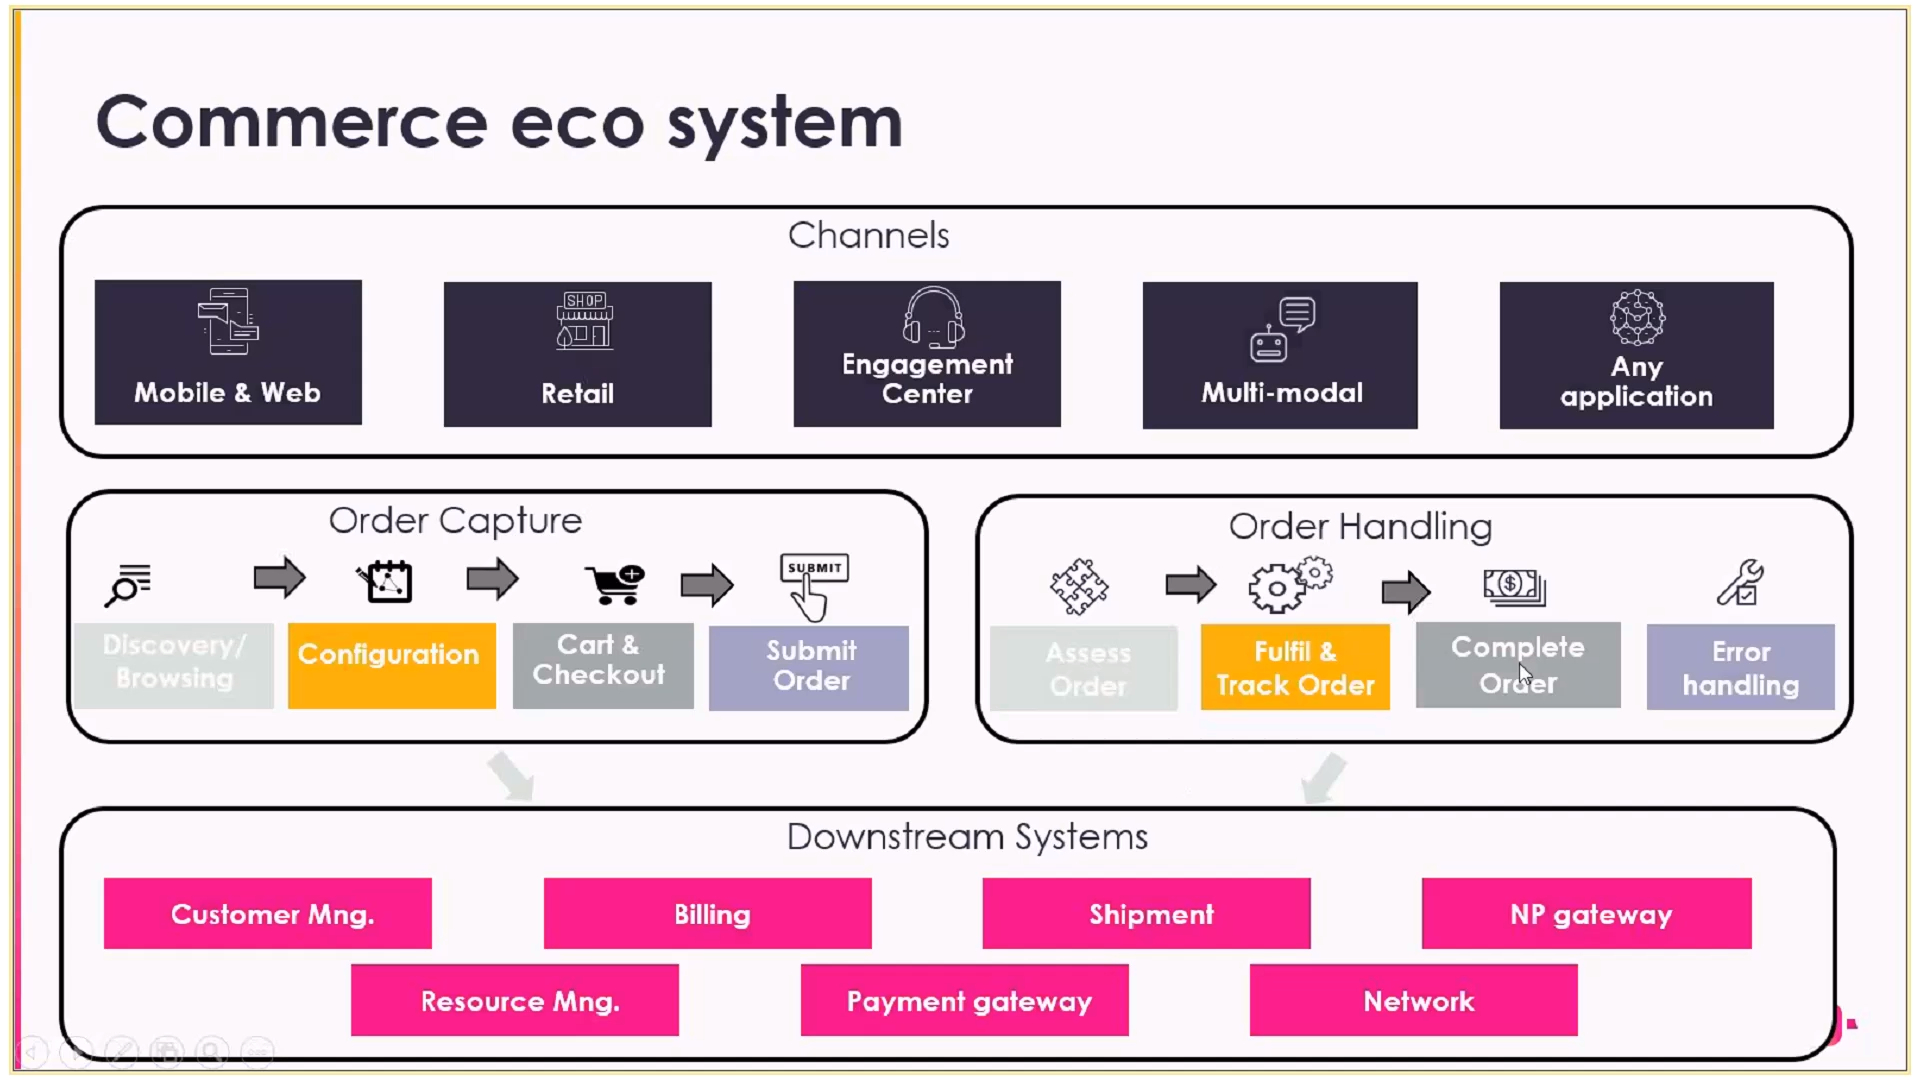 Commerce eco system
Channels
SHOP
Mobile & Web
Retail
Engagement
Center
Multi-modal
Any
application
Order Capture
SUBMIT
Discovery/
Browsing
Configuration
Cart &
Checkout
Submit
Order
Order Handling
Assess
Order
Fulfil &
Track Order
Complete
Order
Error
handling
Downstream Systems
Customer Mng.
Billing
Shipment
NP gateway
Resource Mng.
Payment gateway
Network